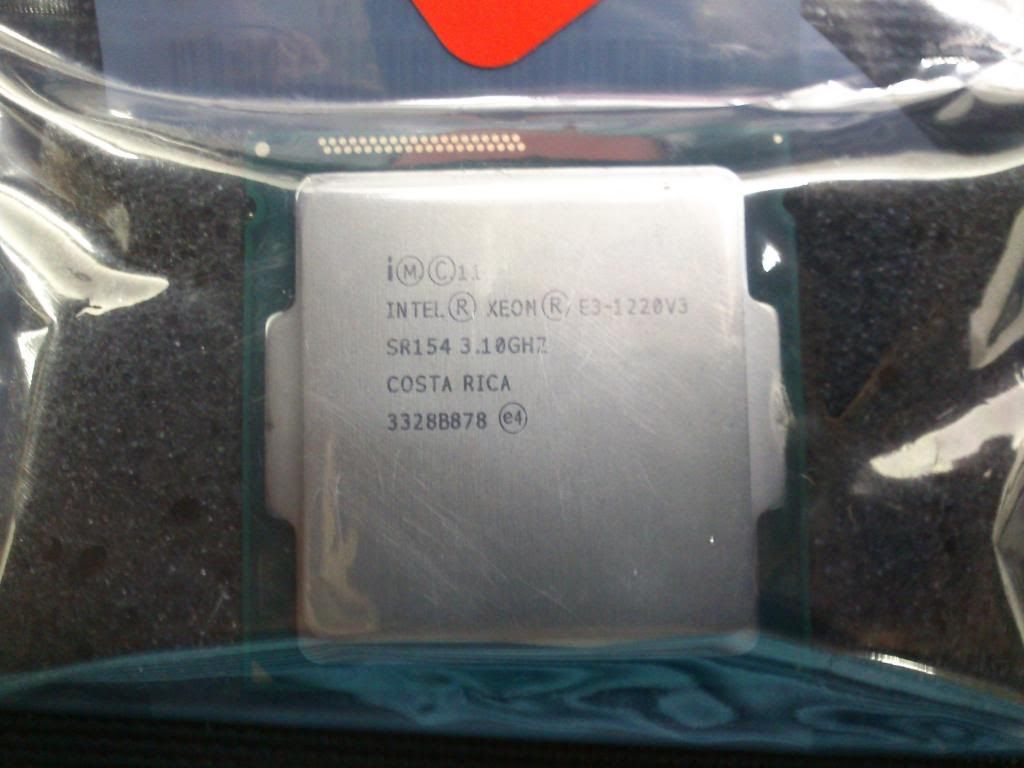 i Ⓜ Ⓒ 11
INTEL® XEON® E3-1220V3
SR154 3.10GHZ
COSTA RICA
3328B878 e4